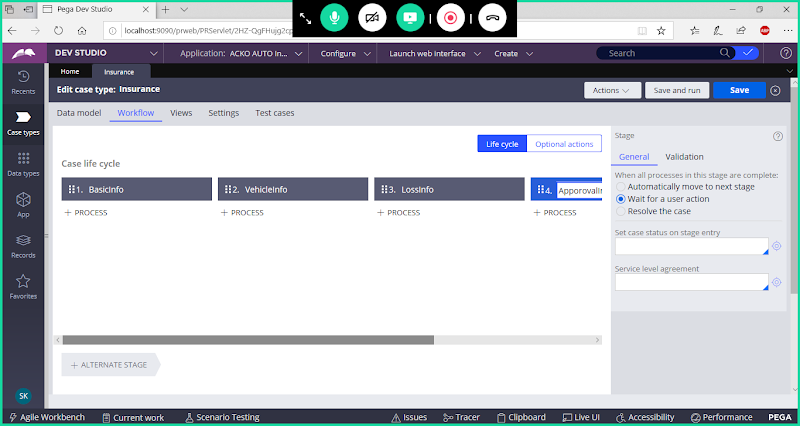 Pega Dev Studio
localhost:9090/prweb/PRServlet/2HZ-QgFHujg2cp
DEV STUDIO
Application: ACKO AUTO In...
Configure
Launch web interface
Create
Search
Recents
Case types
Data types
App
Records
Favorites
SK
Home
Insurance
Edit case type: Insurance
Actions
Save and run
Save
Data model
Workflow
Views
Settings
Test cases
Life cycle
Optional actions
Case life cycle
1. BasicInfo
2. VehicleInfo
3. LossInfo
4. ApporovalIn
+ PROCESS
+ PROCESS
+ PROCESS
+ PROCESS
+ ALTERNATE STAGE
Stage
General
Validation
When all processes in this stage are complete:
Automatically move to next stage
Wait for a user action
Resolve the case
Set case status on stage entry
Service level agreement
Agile Workbench
Current work
Scenario Testing
Issues
Tracer
Clipboard
Live UI
Accessibility
Performance
PEGA